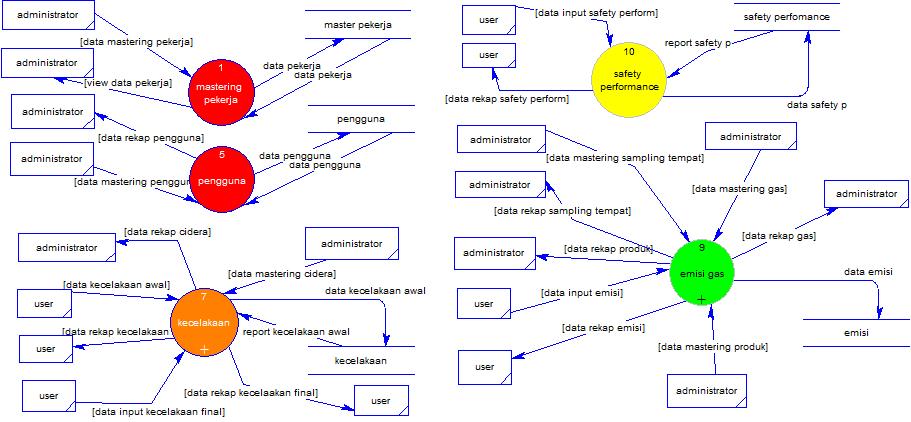 administrator
[data mastering pekerja]
administrator
[view data pekerja]
1
mastering
pekerja
master pekerja
data pekerja
data pekerja
administrator
[data rekap pengguna]
administrator
[data mastering penggun
5
pengguna
pengguna
data pengguna
data pengguna
[data rekap cidera]
administrator
administrator
[data mastering cidera]
user
[data kecelakaan awal
data kecelakaan awal
7
kecelakaan
+
user
[data rekap kecelakaan
report kecelakaan awal
kecelakaan
user
[data input kecelakaan final]
[data rekap kecelaakan final]
user
user
[data input safety perform]
user
[data rekap safety perform]
10
safety
performance
safety perfomance
report safety p
data safety p
administrator
[data mastering sampling tempat]
administrator
[data mastering gas]
administrator
[data rekap sampling tempat]
administrator
[data rekap gas]
administrator
[data rekap produk]
9
emisi gas
+
data emisi
emisi
user
[data input emisi]
user
[data rekap emisi]
[data mastering produk]
administrator